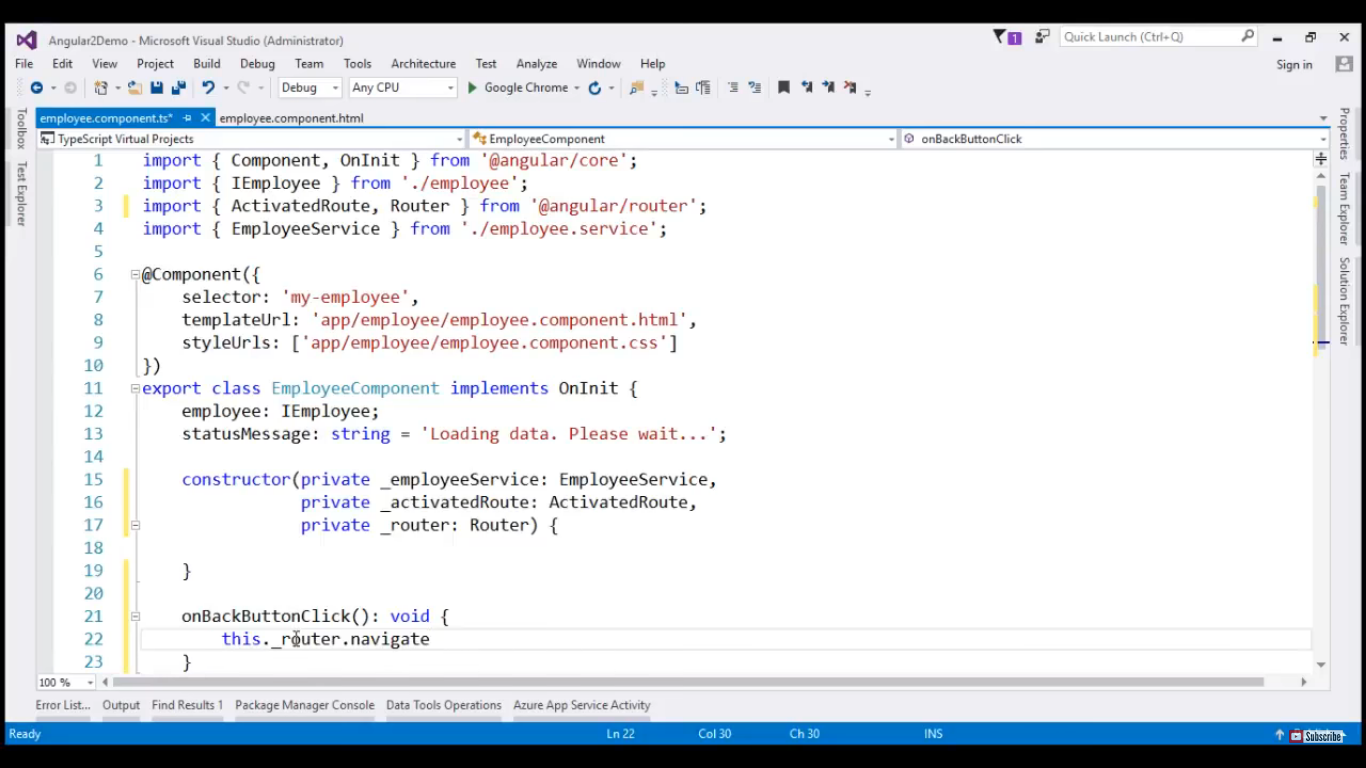 Angular2Demo - Microsoft Visual Studio (Administrator)
1
Quick Launch (Ctrl+Q)
File Edit View Project Build Debug Team Tools Architecture Test Analyze Window Help
Sign in
Debug Any CPU Google Chrome
employee.component.ts* employee.component.html
TypeScript Virtual Projects EmployeeComponent onBackButtonClick
Toolbox
Test Explorer
Properties
Team Explorer
Solution Explorer
1 import { Component, OnInit } from '@angular/core';
2 import { IEmployee } from './employee';
3 import { ActivatedRoute, Router } from '@angular/router';
4 import { EmployeeService } from './employee.service';
5
6 @Component({
7 selector: 'my-employee',
8 templateUrl: 'app/employee/employee.component.html',
9 styleUrls: ['app/employee/employee.component.css']
10 })
11 export class EmployeeComponent implements OnInit {
12 employee: IEmployee;
13 statusMessage: string = 'Loading data. Please wait...';
14
15 constructor(private _employeeService: EmployeeService,
16 private _activatedRoute: ActivatedRoute,
17 private _router: Router) {
18
19 }
20
21 onBackButtonClick(): void {
22 this._router.navigate
23 }
100 %
Error List... Output Find Results 1 Package Manager Console Data Tools Operations Azure App Service Activity
Ready Ln 22 Col 30 Ch 30 INS
Subscribe